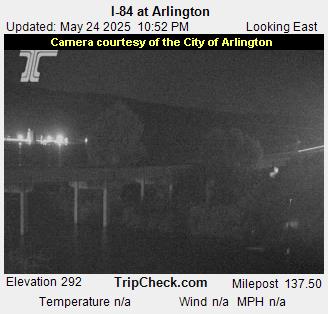 I-84 at Arlington
Updated: May 24 2025 10:52 PM Looking East
Camera courtesy of the City of Arlington
Elevation 292 TripCheck.com Milepost 137.50
Temperature n/a Wind n/a MPH n/a